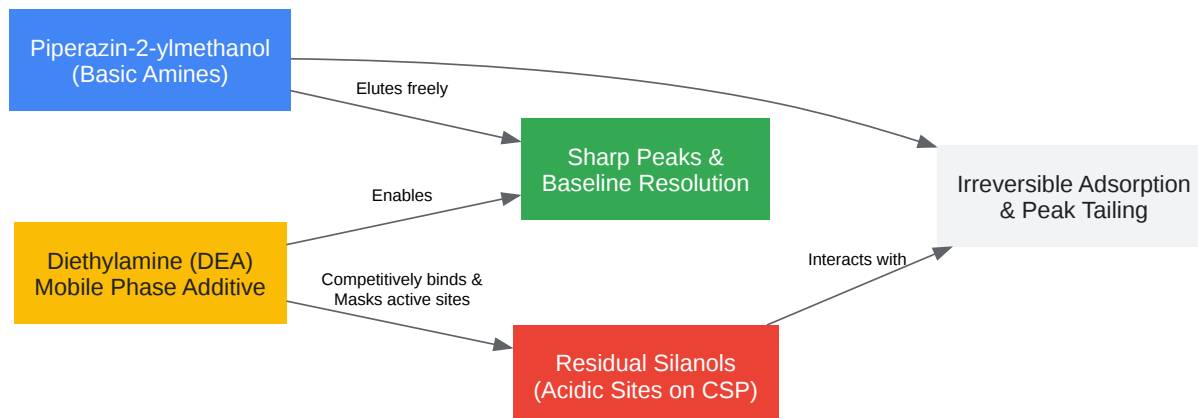 Piperazin-2-ylmethanol
(Basic Amines)
Elutes freely
Sharp Peaks &
Baseline Resolution
Irreversible Adsorption
& Peak Tailing
Enables
Diethylamine (DEA)
Mobile Phase Additive
Competitively binds &
Masks active sites
Interacts with
Residual Silanols
(Acidic Sites on CSP)